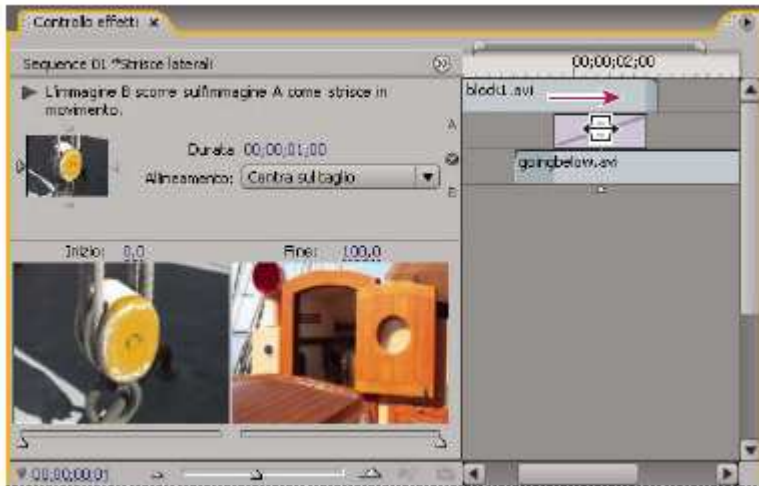 Controllo effetti ×
Sequence 01 *Strisce laterali
L'immagine B scorre sull'immagine A come strisce in movimento.
Durata 00;00;01;00
Allineamento: Centra sul taglio
A
B
Inizio: 0,0
Fine: 100,0
00;00;00;01
00;00;02;00
block1.avi
goingbelow.avi